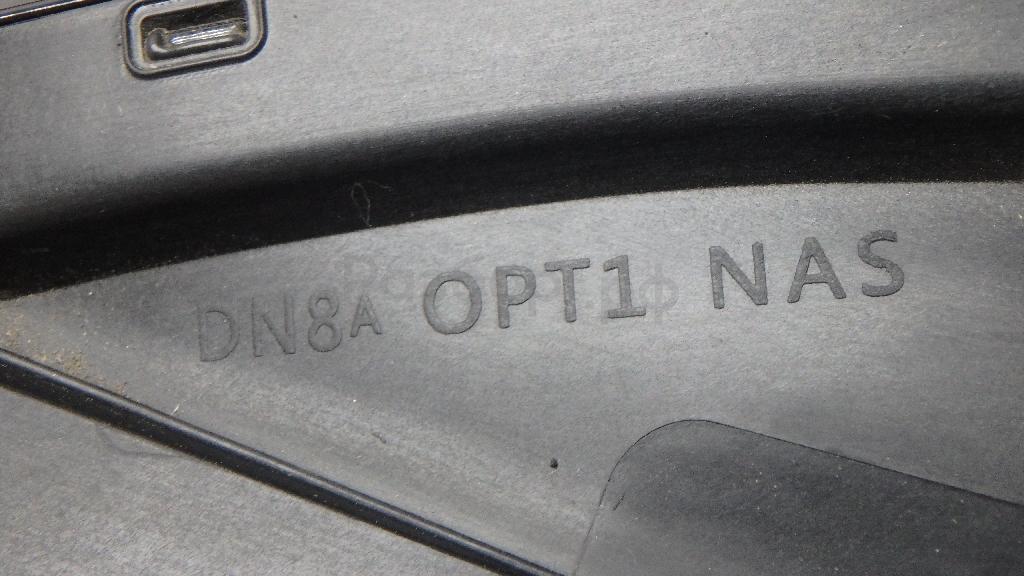 DN8A OPT1 NAS